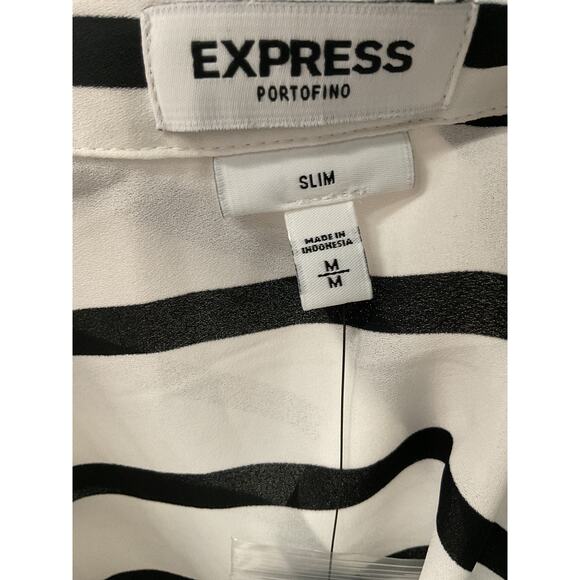 EXPRESS
PORTOFINO
SLIM
MADE IN
INDONESIA
M
M